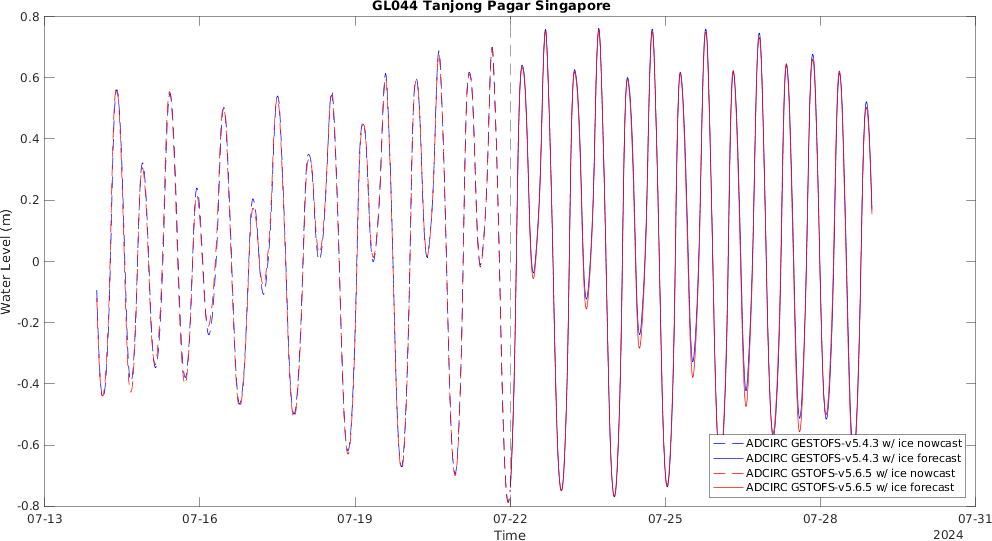 GL044 Tanjong Pagar Singapore
Water Level (m)
0.8
0.6
0.4
0.2
0
-0.2
-0.4
-0.6
-0.8
07-13
07-16
07-19
07-22
07-25
07-28
07-31
Time
2024
ADCIRC GESTOFS-v5.4.3 w/ ice nowcast
ADCIRC GESTOFS-v5.4.3 w/ ice forecast
ADCIRC GSTOFS-v5.6.5 w/ ice nowcast
ADCIRC GSTOFS-v5.6.5 w/ ice forecast